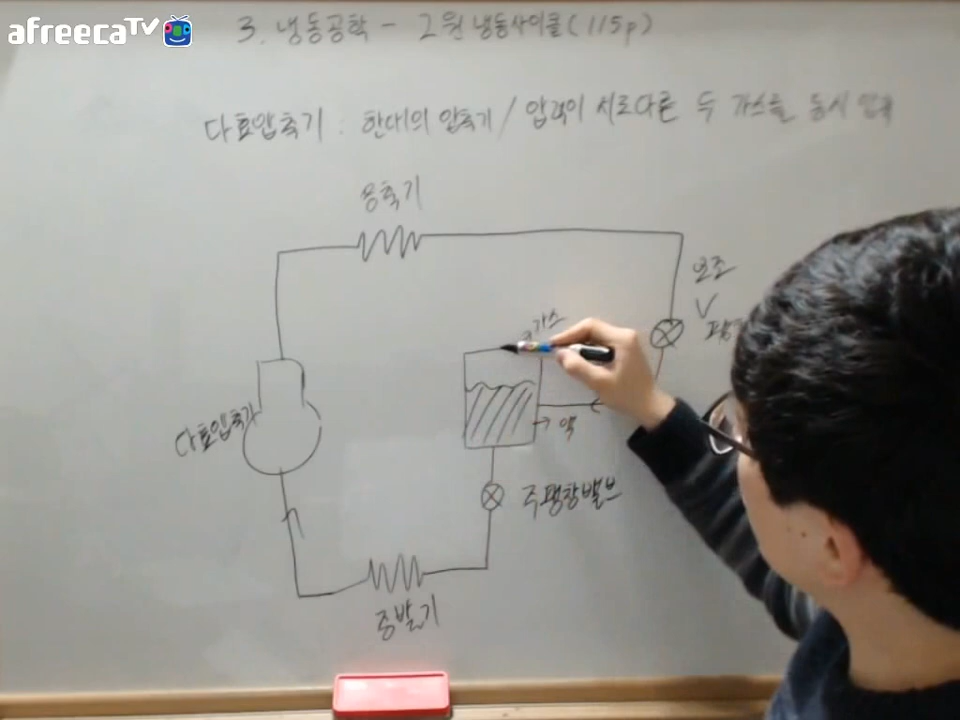 afreecaTV
3. 냉동공학 - 2원 냉동사이클 (115p)
다효압축기 : 한대의 압축기 / 압력이 서로다른 두 가스를 동시 압축
응축기
보조
가스
다효압축기
액
주팽창밸브
증발기